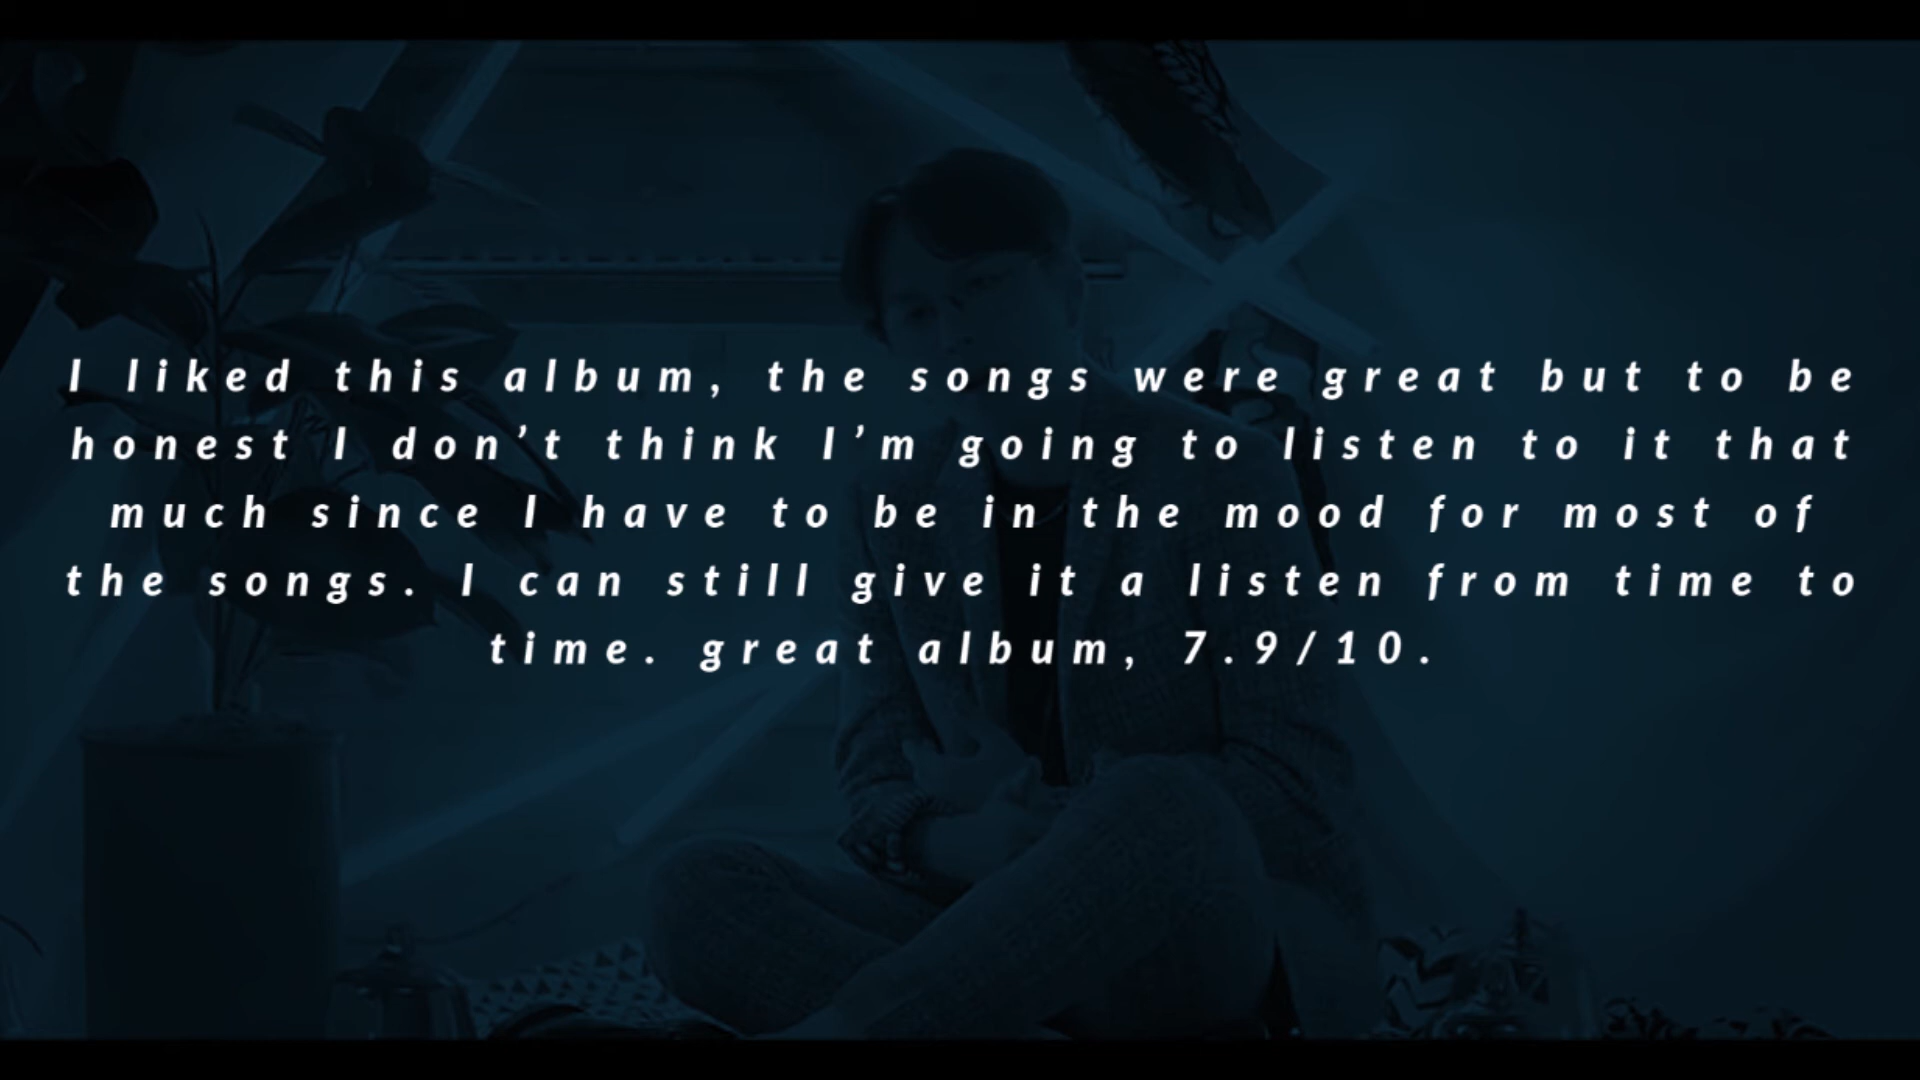 I liked this album, the songs were great but to be
honest I don’t think I’m going to listen to it that
much since I have to be in the mood for most of
the songs. I can still give it a listen from time to
time. great album, 7.9/10.